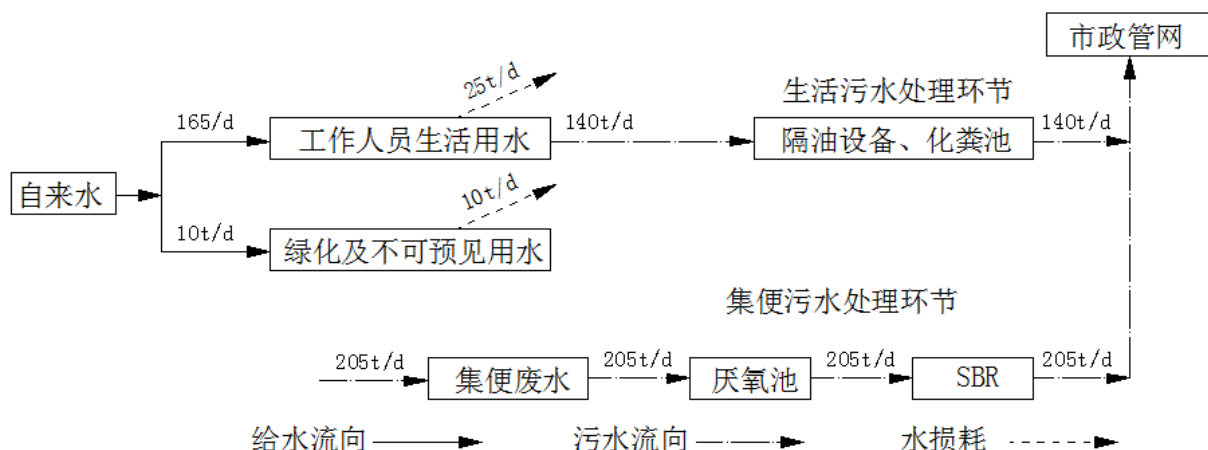 市政管网
25t/d
生活污水处理环节
165/d
工作人员生活用水
140t/d
隔油设备、化粪池
140t/d
自来水
10t/d
10t/d
绿化及不可预见用水
集便污水处理环节
205t/d
集便废水
205t/d
厌氧池
205t/d
SBR
205t/d
给水流向
污水流向
水损耗